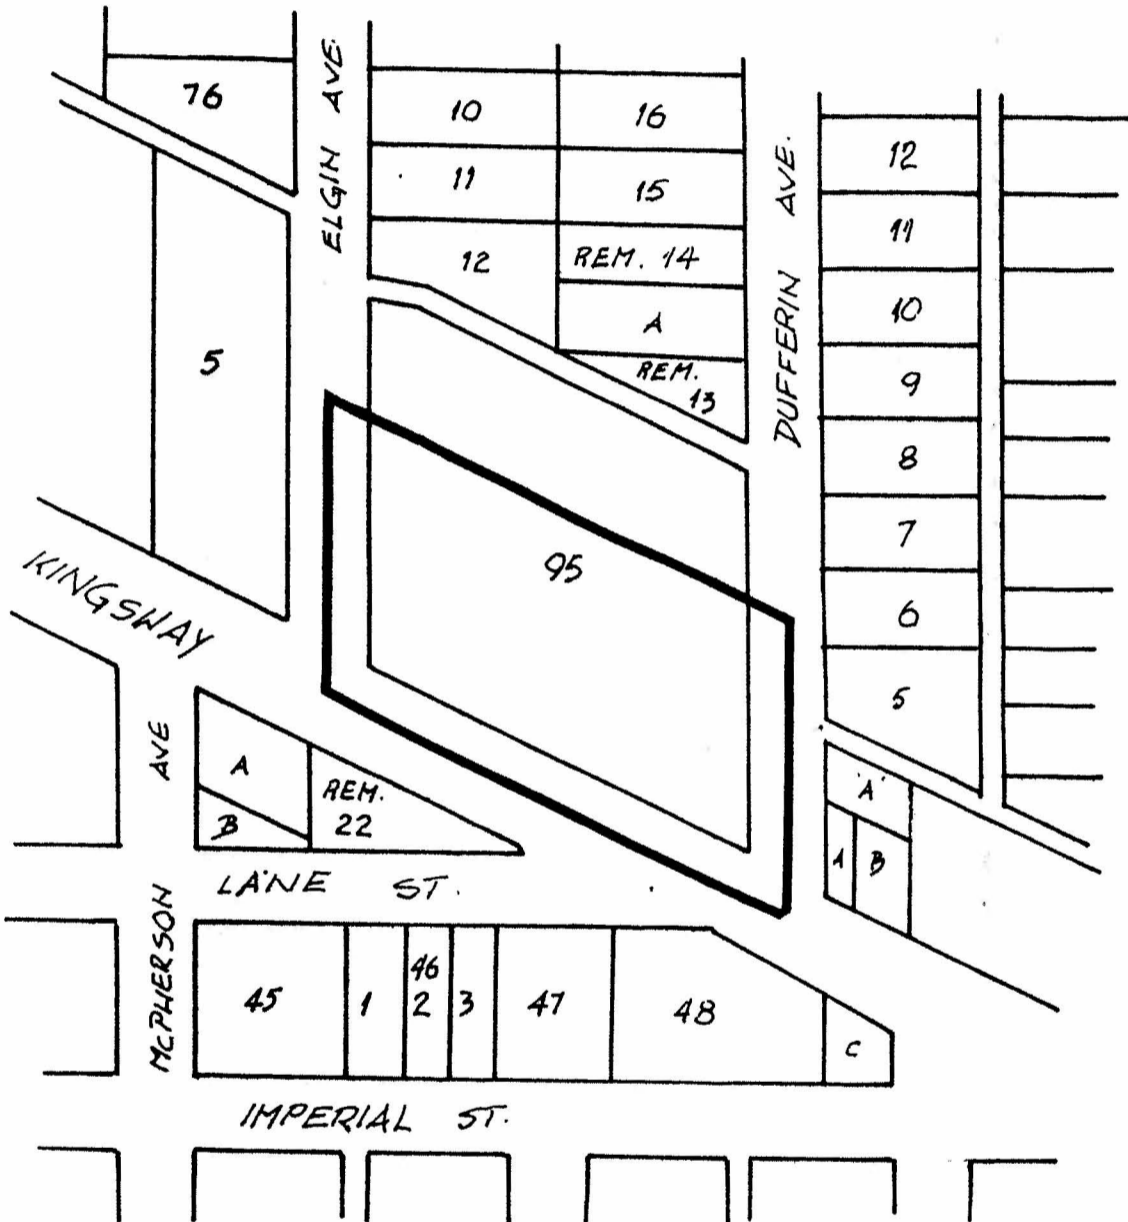 76
ELGIN AVE.
10
16
11
15
12
REM. 14
A
REM.
13
DUFFERIN AVE.
12
11
10
9
8
7
6
5
5
95
KINGSWAY
AVE
MCPHERSON
A
B
REM.
22
LANE ST.
'A'
A
B
45
1
46
2
3
47
48
C
IMPERIAL ST.